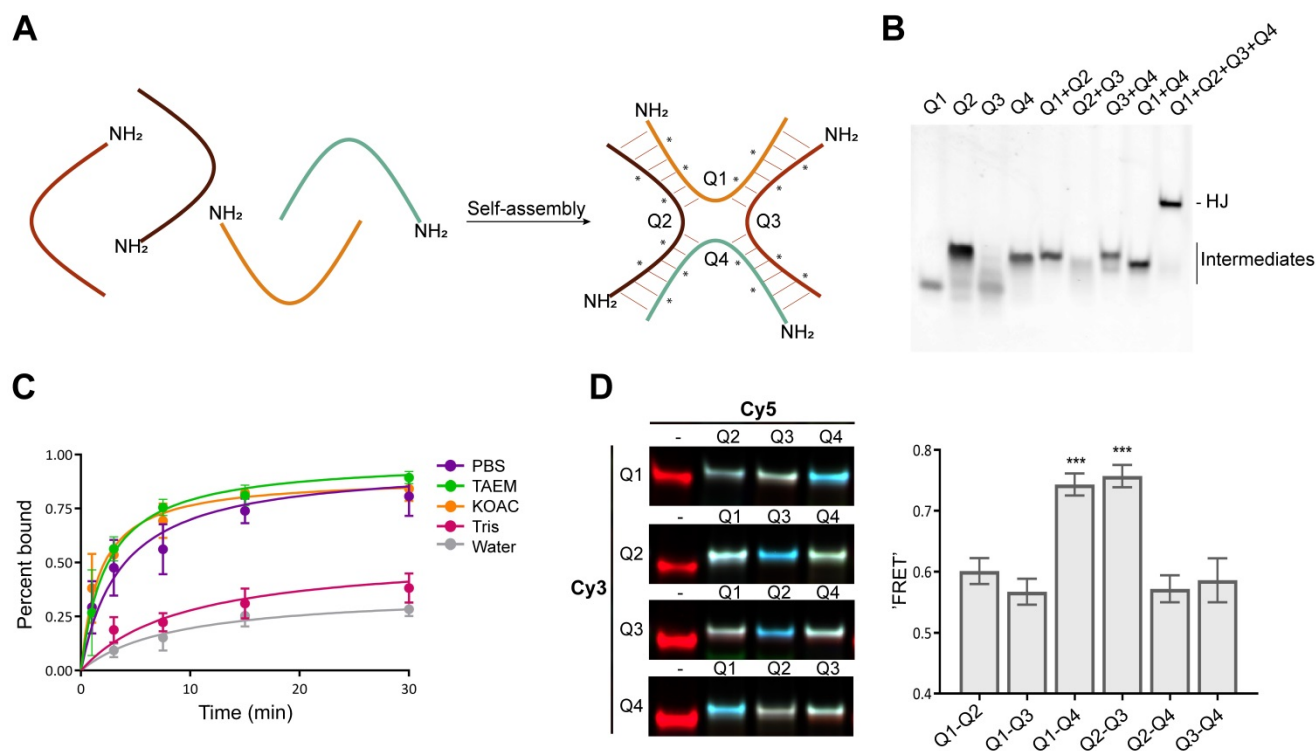 A
NH₂
NH₂
NH₂
NH₂
Self-assembly
NH₂
NH₂
Q1
Q2
Q3
Q4
NH₂
NH₂
* * * * * * * * * * * * * * * *
B
Q1
Q2
Q3
Q4
Q1+Q2
Q2+Q3
Q3+Q4
Q1+Q4
Q1+Q2+Q3+Q4
- HJ
Intermediates
C
Percent bound
1.00
0.75
0.50
0.25
0.00
0
10
20
30
Time (min)
PBS
TAEM
KOAC
Tris
Water
D
Cy5
- Q2 Q3 Q4
Q1
- Q1 Q3 Q4
Q2
Cy3
- Q1 Q2 Q4
Q3
- Q1 Q2 Q3
Q4
'FRET'
0.8
0.7
0.6
0.5
0.4
***
***
Q1-Q2
Q1-Q3
Q1-Q4
Q2-Q3
Q2-Q4
Q3-Q4